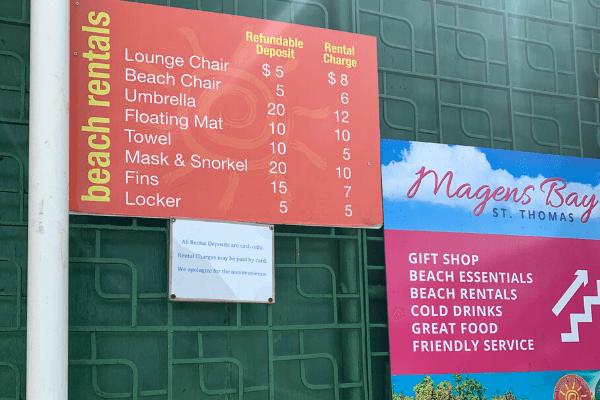 beach rentals
Refundable Deposit Rental Charge
Lounge Chair $ 5 $ 8
Beach Chair 5 6
Umbrella 20 12
Floating Mat 10 10
Towel 10 5
Mask & Snorkel 20 10
Fins 15 7
Locker 5 5
All Rental Deposits are cash only.
Rental Charges may be paid by card.
We apologize for the inconvenience.
Magens Bay
ST. THOMAS
GIFT SHOP
BEACH ESSENTIALS
BEACH RENTALS
COLD DRINKS
GREAT FOOD
FRIENDLY SERVICE